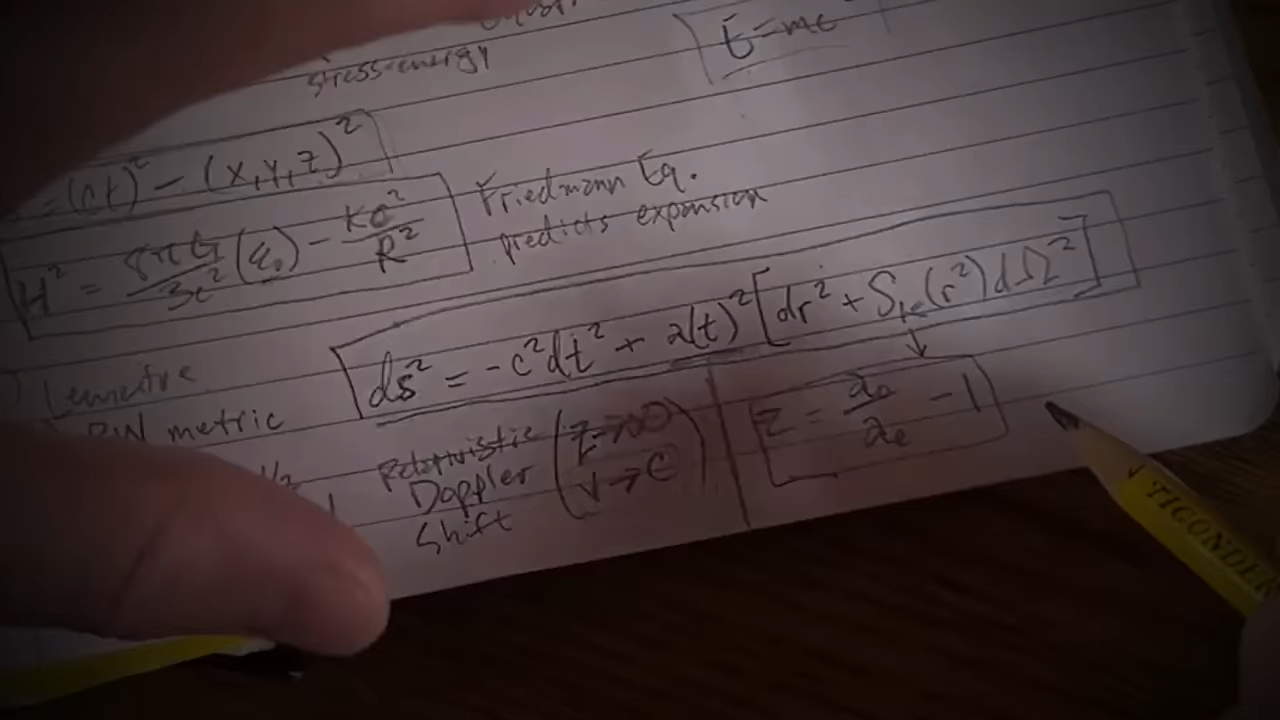 stress-energy
E=mc
=(ct)² - (x,y,z)²
H² = 8πG/3c² (ε₀) - Kc²/R²
Friedmann Eq.
predicts expansion
ds² = -c²dt² + a(t)² [dr² + Sₖ(r²)dΩ²]
Lemaitre
RW metric
Relativistic
Doppler
Shift
(z→∞
v→c)
z = a₀/aₑ - 1
TICONDER